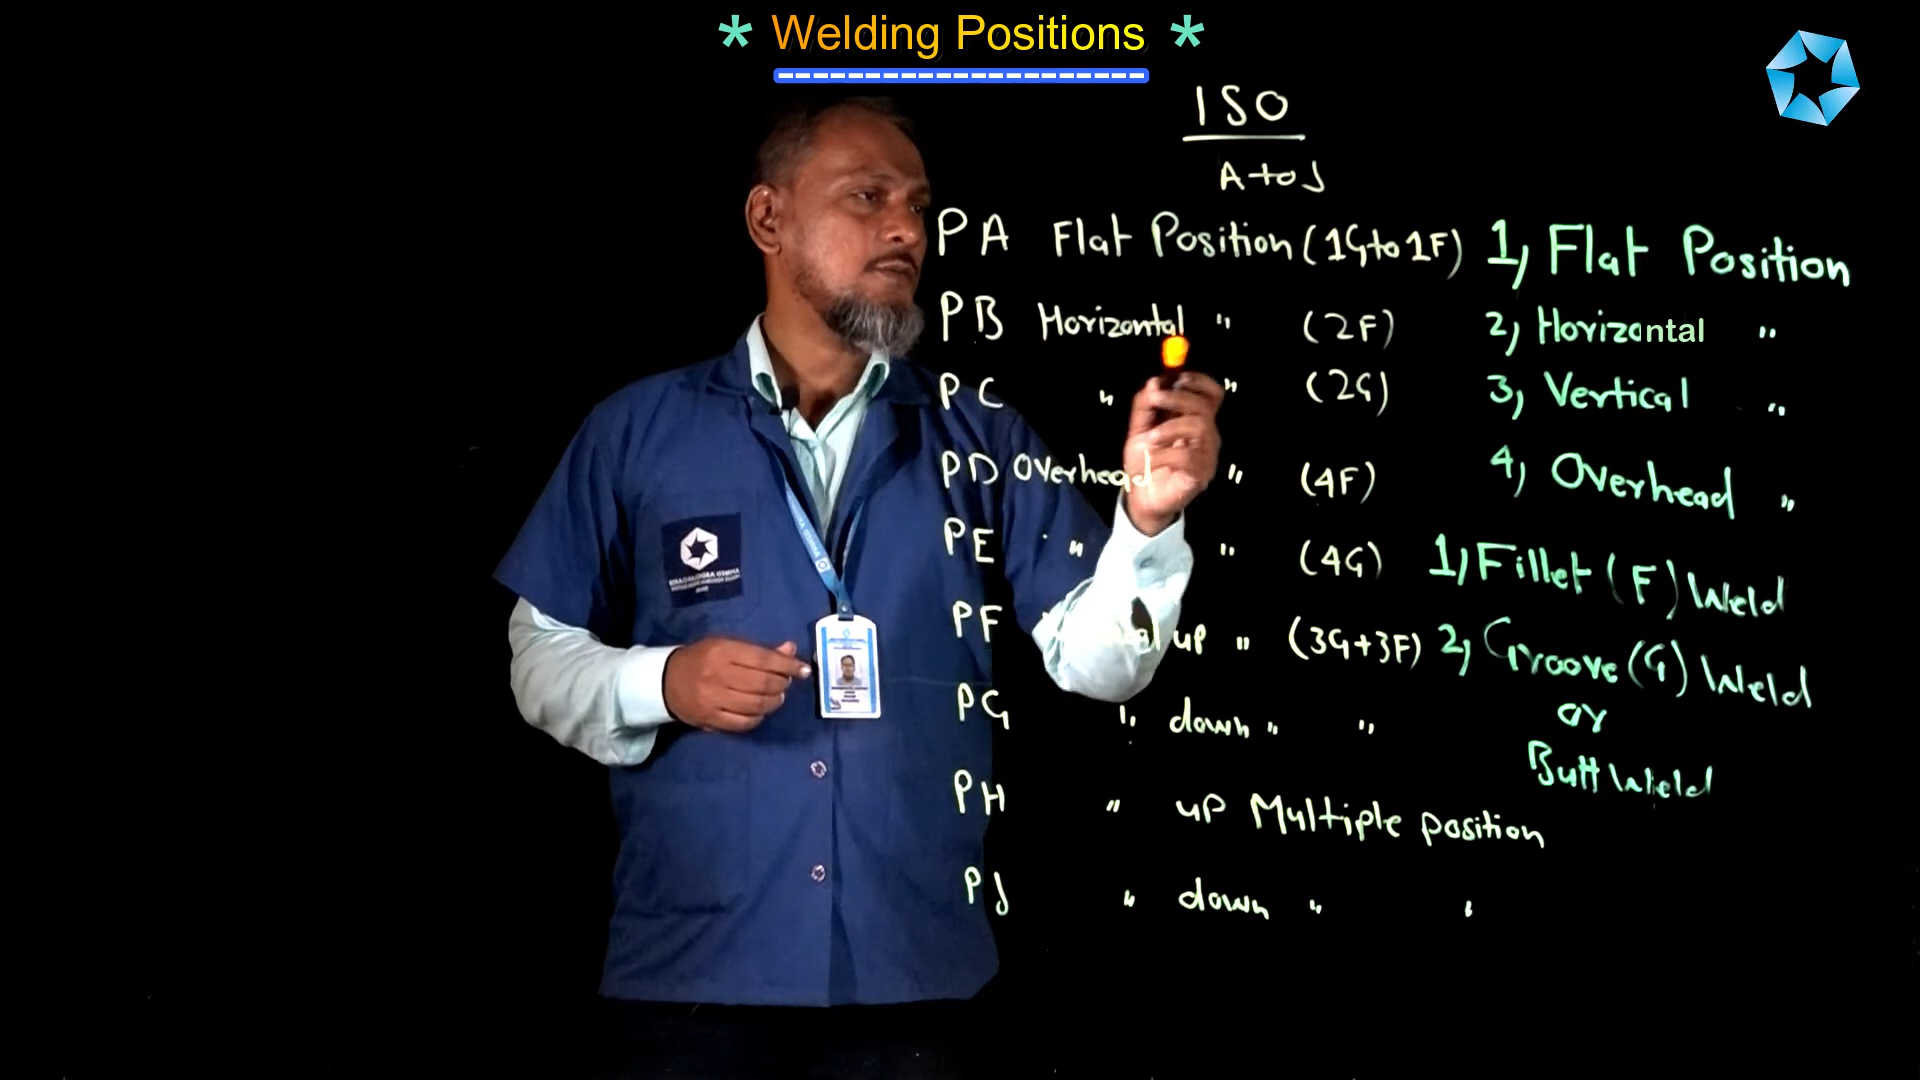 * Welding Positions *
ISO
A to J
PA Flat Position (1G to 1F)
PB Horizontal " (2F)
PC " " (2G)
PD Overhead " (4F)
PE " " (4G)
PF up " (3G+3F)
PG " down " "
PH " up Multiple position
PJ " down " "
1) Flat Position
2) Horizontal "
3) Vertical "
4) Overhead "
1) Fillet (F) Weld
2) Groove (G) Weld
or
Butt Weld